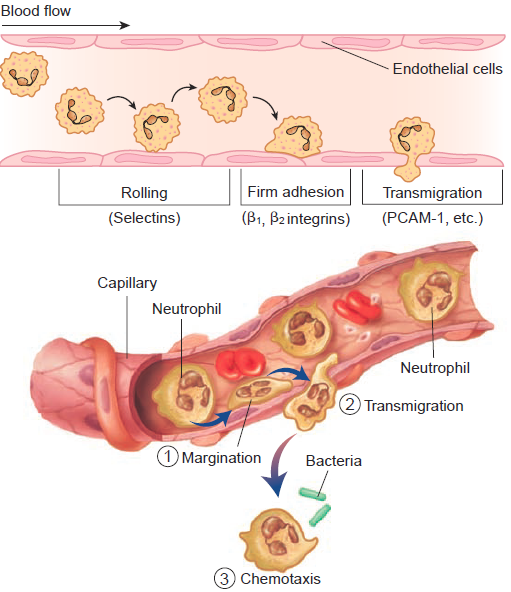 Blood flow
Endothelial cells
Rolling
Firm adhesion
Transmigration
(Selectins)
(β1, β2 integrins)
(PCAM-1, etc.)
Capillary
Neutrophil
Neutrophil
2 Transmigration
1 Margination
Bacteria
3 Chemotaxis